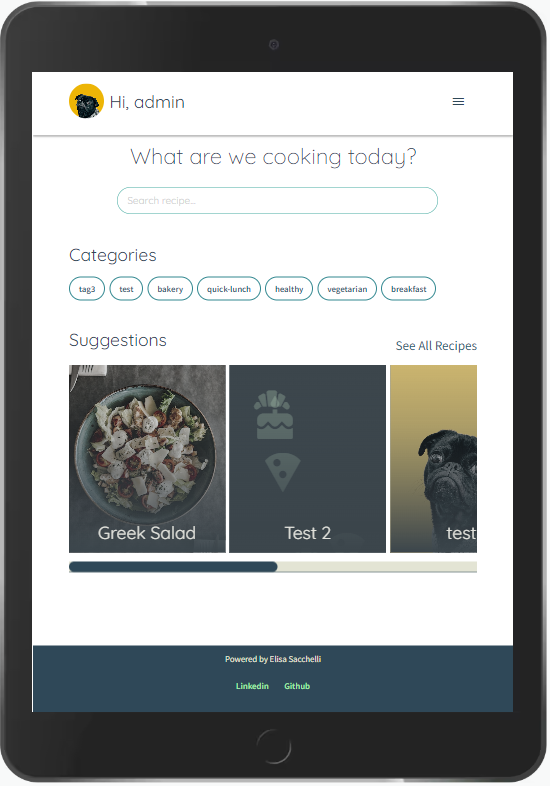 Hi, admin
What are we cooking today?
Search recipe...
Categories
tag3 test bakery quick-lunch healthy vegetarian breakfast
Suggestions
See All Recipes
Greek Salad Test 2 test
Powered by Elisa Sacchelli
Linkedin Github